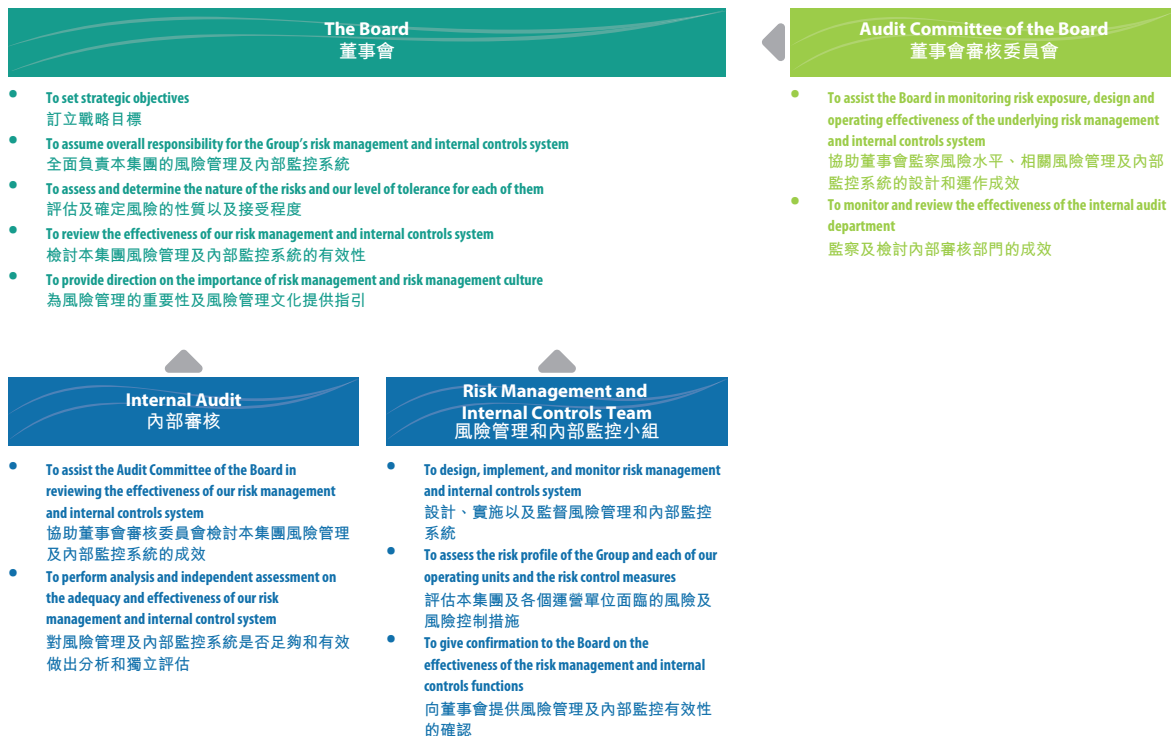 The Board
董事會
• To set strategic objectives
訂立戰略目標
• To assume overall responsibility for the Group's risk management and internal controls system
全面負責本集團的風險管理及內部監控系統
• To assess and determine the nature of the risks and our level of tolerance for each of them
評估及確定風險的性質以及接受程度
• To review the effectiveness of our risk management and internal controls system
檢討本集團風險管理及內部監控系統的有效性
• To provide direction on the importance of risk management and risk management culture
為風險管理的重要性及風險管理文化提供指引
Audit Committee of the Board
董事會審核委員會
• To assist the Board in monitoring risk exposure, design and
operating effectiveness of the underlying risk management
and internal controls system
協助董事會監察風險水平、相關風險管理及內部
監控系統的設計和運作成效
• To monitor and review the effectiveness of the internal audit
department
監察及檢討內部審核部門的成效
Internal Audit
內部審核
• To assist the Audit Committee of the Board in
reviewing the effectiveness of our risk management
and internal controls system
協助董事會審核委員會檢討本集團風險管理
及內部監控系統的成效
• To perform analysis and independent assessment on
the adequacy and effectiveness of our risk
management and internal control system
對風險管理及內部監控系統是否足夠和有效
做出分析和獨立評估
Risk Management and
Internal Controls Team
風險管理和內部監控小組
• To design, implement, and monitor risk management
and internal controls system
設計、實施以及監督風險管理和內部監控
系統
• To assess the risk profile of the Group and each of our
operating units and the risk control measures
評估本集團及各個運營單位面臨的風險及
風險控制措施
• To give confirmation to the Board on the
effectiveness of the risk management and internal
controls functions
向董事會提供風險管理及內部監控有效性
的確認